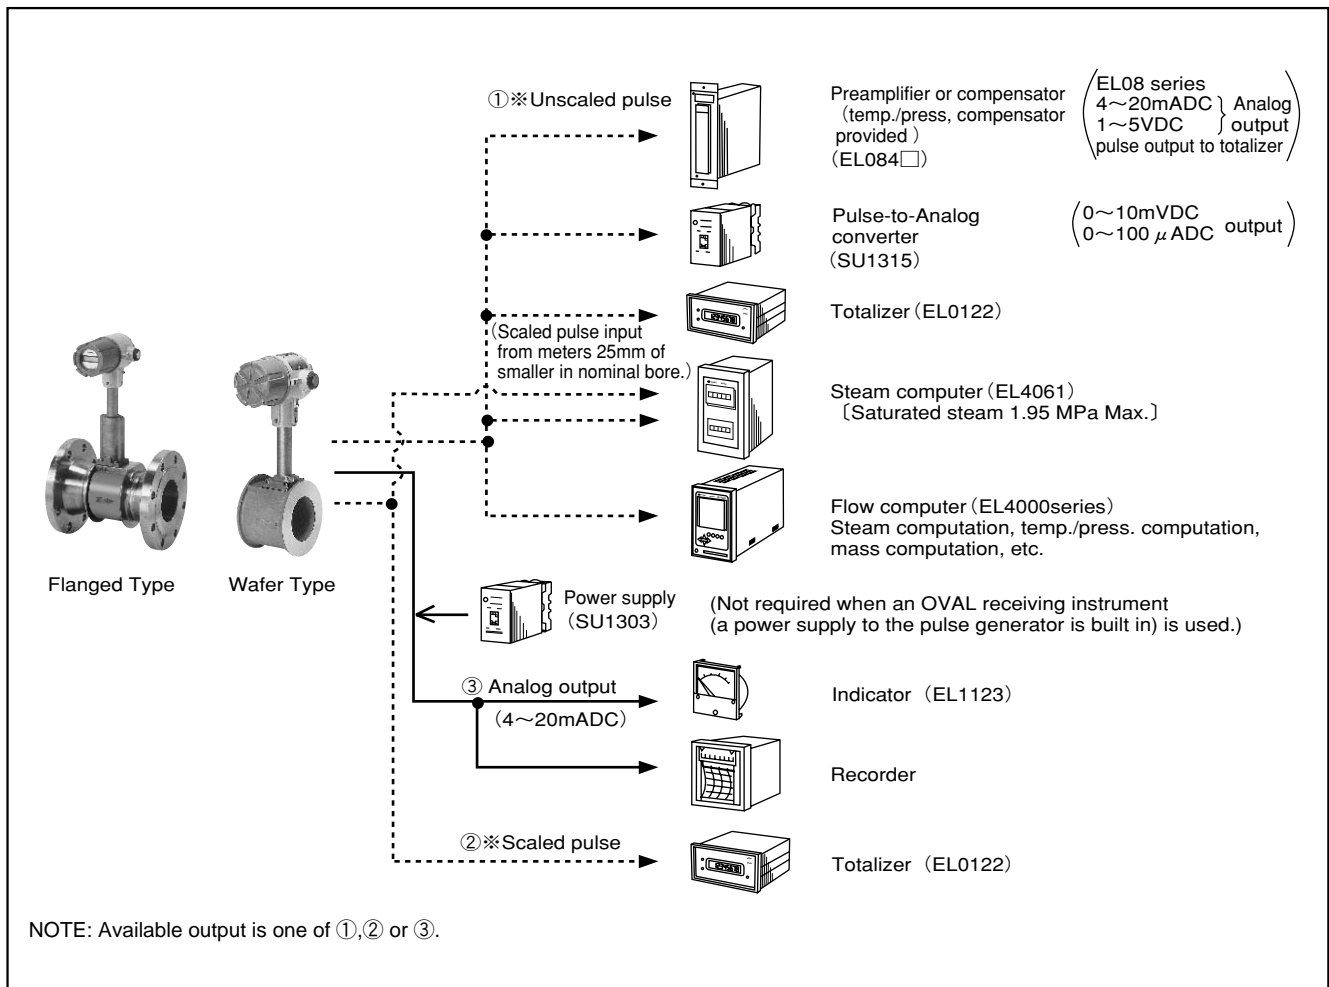 ①※Unscaled pulse
Preamplifier or compensator
（temp./press, compensator
provided ）
（EL084□）
EL08 series
4～20mADC
1～5VDC
Analog
output
pulse output to totalizer
Pulse-to-Analog
converter
（SU1315）
0～10mVDC
0～100 μ ADC
output
Totalizer（EL0122）
（Scaled pulse input
from meters 25mm of
smaller in nominal bore.）
Steam computer（EL4061）
〔Saturated steam 1.95 MPa Max.〕
Flow computer（EL4000series）
Steam computation, temp./press. computation,
mass computation, etc.
Flanged Type
Wafer Type
Power supply
（SU1303）
(Not required when an OVAL receiving instrument
(a power supply to the pulse generator is built in) is used.)
③ Analog output
（4～20mADC）
Indicator（EL1123）
Recorder
②※Scaled pulse
Totalizer（EL0122）
NOTE: Available output is one of ①,② or ③.